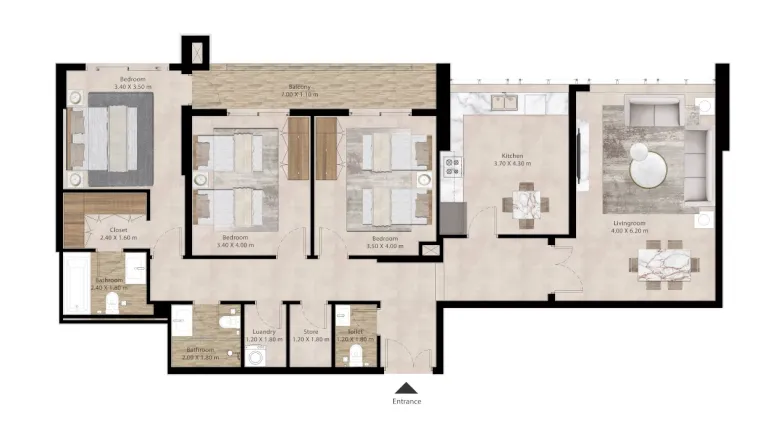 Bedroom
3.40 X 3.50 m
Balcony
7.00 X 1.10 m
Kitchen
3.70 X 4.30 m
Livingroom
4.00 X 6.20 m
Closet
2.40 X 1.60 m
Bedroom
3.40 X 4.00 m
Bedroom
3.50 X 4.00 m
Bathroom
2.40 X 1.80 m
Bathroom
2.00 X 1.80 m
Luandry
1.20 X 1.80 m
Store
1.20 X 1.80 m
Toilet
1.20 X 1.80 m
Entrance